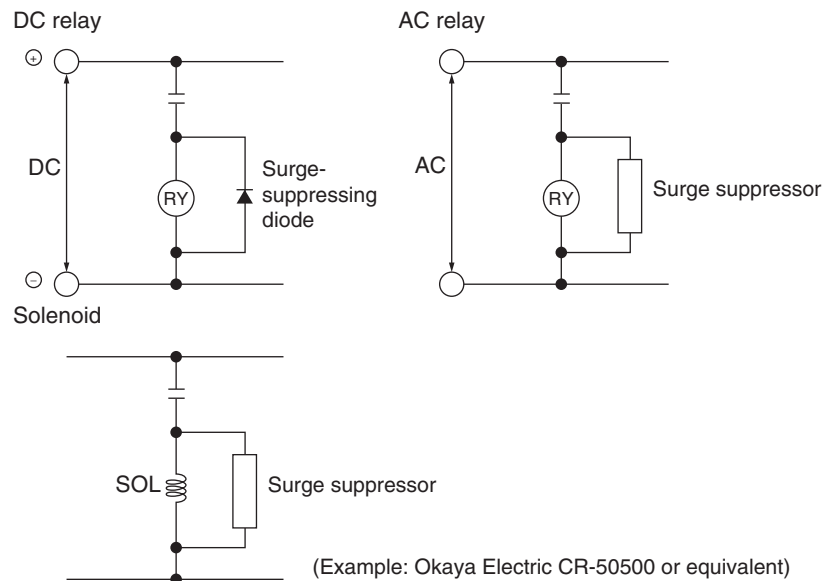 DC relay
⊕
DC
RY
Surge-
suppressing
diode
⊖
AC relay
AC
RY
Surge suppressor
Solenoid
SOL
Surge suppressor
(Example: Okaya Electric CR-50500 or equivalent)